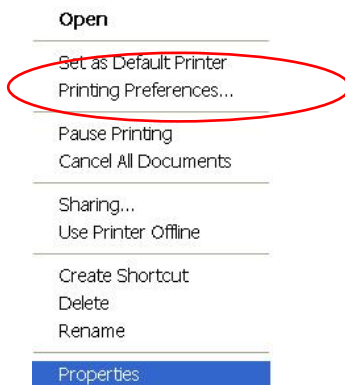 Open
Set as Default Printer
Printing Preferences...
Pause Printing
Cancel All Documents
Sharing...
Use Printer Offline
Create Shortcut
Delete
Rename
Properties